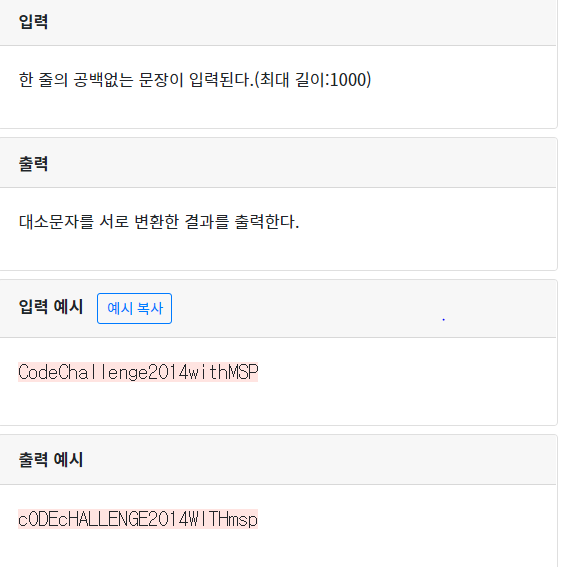 입력
한 줄의 공백없는 문장이 입력된다.(최대 길이:1000)
출력
대소문자를 서로 변환한 결과를 출력한다.
입력 예시 예시 복사
CodeChallenge2014withMSP
출력 예시
cODEcHALLENGE2014WITHmsp